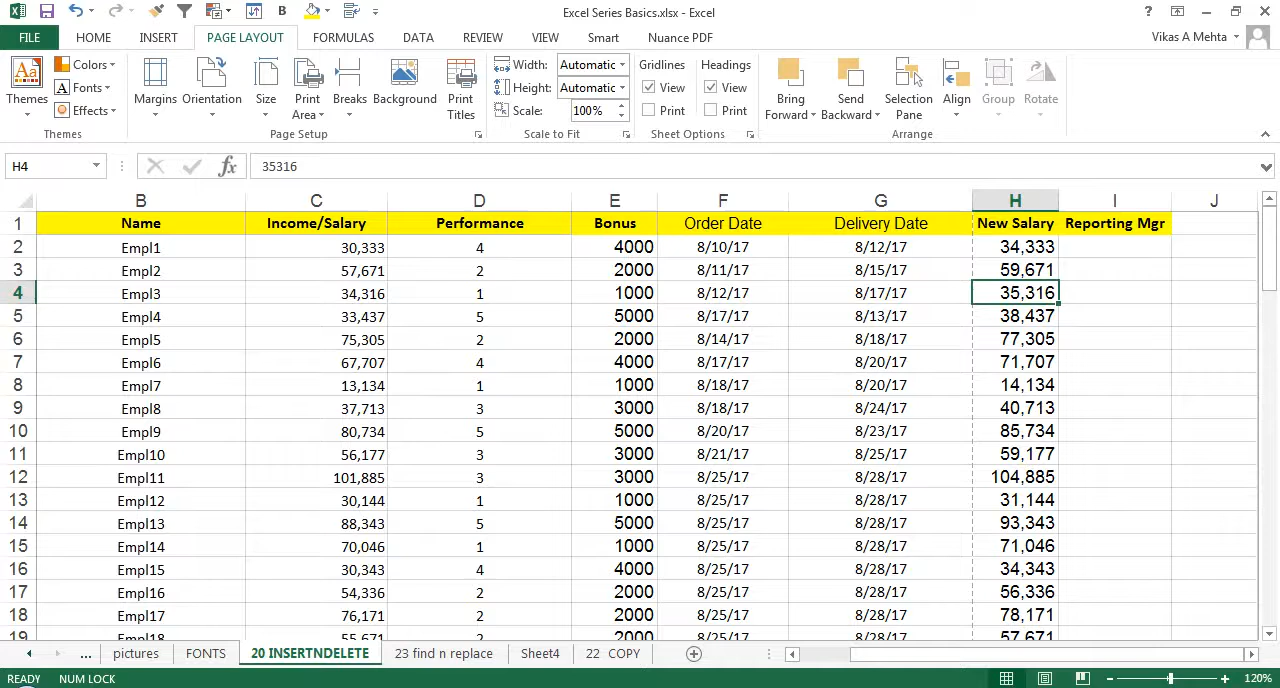 Excel Series Basics.xlsx - Excel
FILE HOME INSERT PAGE LAYOUT FORMULAS DATA REVIEW VIEW Smart Nuance PDF Vikas A Mehta
Themes Colors Fonts Effects Margins Orientation Size Print Area Breaks Background Print Titles Width: Automatic Height: Automatic Scale: 100% Gridlines View Print Headings View Print Bring Forward Send Backward Selection Pane Align Group Rotate
Themes Page Setup Scale to Fit Sheet Options Arrange
H4 fx 35316
B C D E F G H I J
1 Name Income/Salary Performance Bonus Order Date Delivery Date New Salary Reporting Mgr
2 Empl1 30,333 4 4000 8/10/17 8/12/17 34,333
3 Empl2 57,671 2 2000 8/11/17 8/15/17 59,671
4 Empl3 34,316 1 1000 8/12/17 8/17/17 35,316
5 Empl4 33,437 5 5000 8/17/17 8/13/17 38,437
6 Empl5 75,305 2 2000 8/14/17 8/18/17 77,305
7 Empl6 67,707 4 4000 8/17/17 8/20/17 71,707
8 Empl7 13,134 1 1000 8/18/17 8/20/17 14,134
9 Empl8 37,713 3 3000 8/18/17 8/24/17 40,713
10 Empl9 80,734 5 5000 8/20/17 8/23/17 85,734
11 Empl10 56,177 3 3000 8/21/17 8/25/17 59,177
12 Empl11 101,885 3 3000 8/25/17 8/28/17 104,885
13 Empl12 30,144 1 1000 8/25/17 8/28/17 31,144
14 Empl13 88,343 5 5000 8/25/17 8/28/17 93,343
15 Empl14 70,046 1 1000 8/25/17 8/28/17 71,046
16 Empl15 30,343 4 4000 8/25/17 8/28/17 34,343
17 Empl16 54,336 2 2000 8/25/17 8/28/17 56,336
18 Empl17 76,171 2 2000 8/25/17 8/28/17 78,171
19 Empl18 55,671 2 2000 8/25/17 8/28/17 57,671
... pictures FONTS 20 INSERTNDELETE 23 find n replace Sheet4 22 COPY
READY NUM LOCK 120%